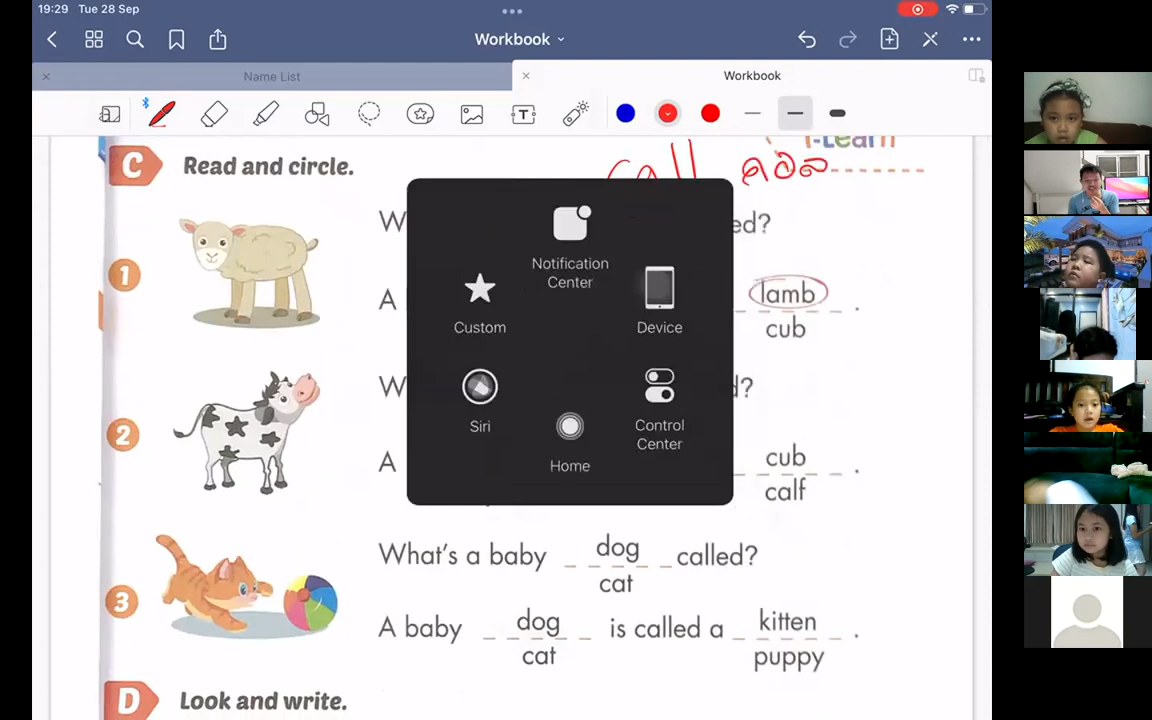 19:29 Tue 28 Sep
Workbook
Name List
Workbook
T
i-Learn
call คอล
C Read and circle.
W
ed?
1
A
lamb
cub
.
Notification
Center
Custom
Device
Siri
Control
Center
Home
W
d?
2
A
cub
calf
.
What's a baby dog called?
cat
3
A baby dog is called a kitten .
cat puppy
D Look and write.